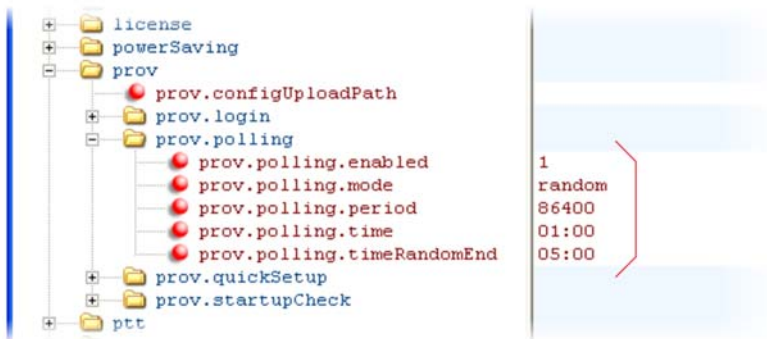 license
powerSaving
prov
prov.configUploadPath
prov.login
prov.polling
prov.polling.enabled 1
prov.polling.mode random
prov.polling.period 86400
prov.polling.time 01:00
prov.polling.timeRandomEnd 05:00
prov.quickSetup
prov.startupCheck
ptt